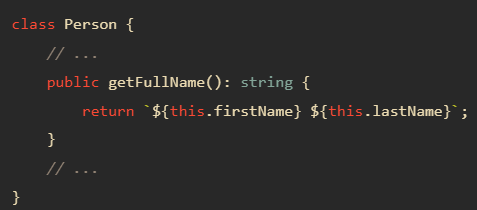 class Person {
    // ...
    public getFullName(): string {
        return `${this.firstName} ${this.lastName}`;
    }
    // ...
}